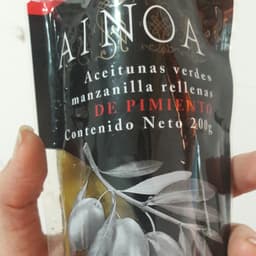 AINOA
Aceitunas verdes
manzanilla rellenas
DE PIMIENTO
Contenido Neto 200g